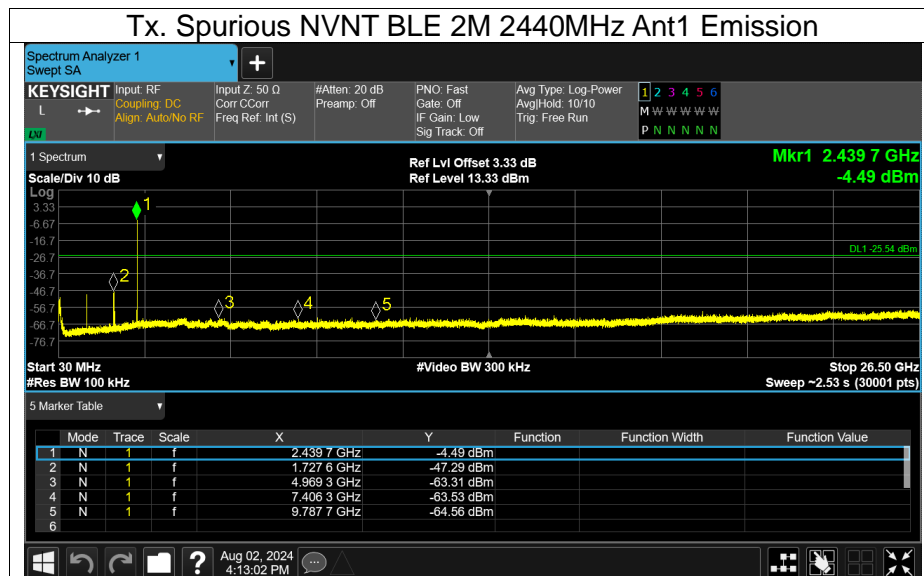 Tx. Spurious NVNT BLE 2M 2440MHz Ant1 Emission
Spectrum Analyzer 1
Swept SA
+
KEYSIGHT
L
LXI
Input: RF
Coupling: DC
Align: Auto/No RF
Input Z: 50 Ω
Corr CCorr
Freq Ref: Int (S)
#Atten: 20 dB
Preamp: Off
PNO: Fast
Gate: Off
IF Gain: Low
Sig Track: Off
Avg Type: Log-Power
Avg|Hold: 10/10
Trig: Free Run
1 2 3 4 5 6
M W W W W W
P N N N N N
1 Spectrum
Scale/Div 10 dB
Ref Lvl Offset 3.33 dB
Ref Level 13.33 dBm
Mkr1 2.439 7 GHz
-4.49 dBm
Log
3.33
-6.67
-16.7
-26.7
-36.7
-46.7
-56.7
-66.7
-76.7
1
2
3
4
5
DL1 -25.54 dBm
Start 30 MHz
#Res BW 100 kHz
#Video BW 300 kHz
Stop 26.50 GHz
Sweep ~2.53 s (30001 pts)
5 Marker Table
Mode Trace Scale X Y Function Function Width Function Value
1 N 1 f 2.439 7 GHz -4.49 dBm
2 N 1 f 1.727 6 GHz -47.29 dBm
3 N 1 f 4.969 3 GHz -63.31 dBm
4 N 1 f 7.406 3 GHz -63.53 dBm
5 N 1 f 9.787 7 GHz -64.56 dBm
6
?
Aug 02, 2024
4:13:02 PM